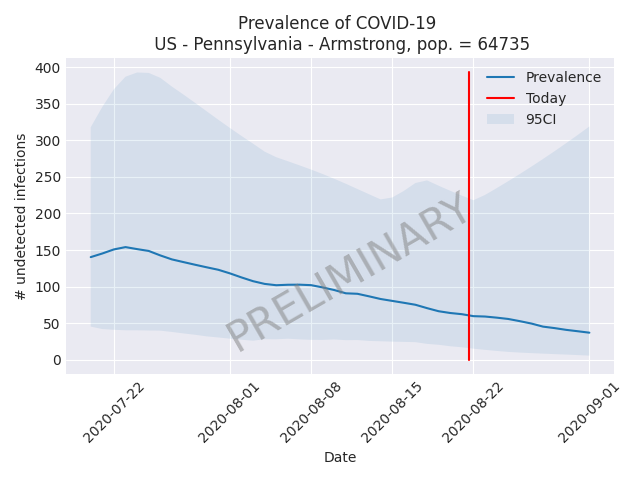 Prevalence of COVID-19
US - Pennsylvania - Armstrong, pop. = 64735
400
350
300
250
200
150
100
50
0
# undetected infections
Prevalence
Today
95CI
PRELIMINARY
2020-07-22
2020-08-01
2020-08-08
2020-08-15
2020-08-22
2020-09-01
Date